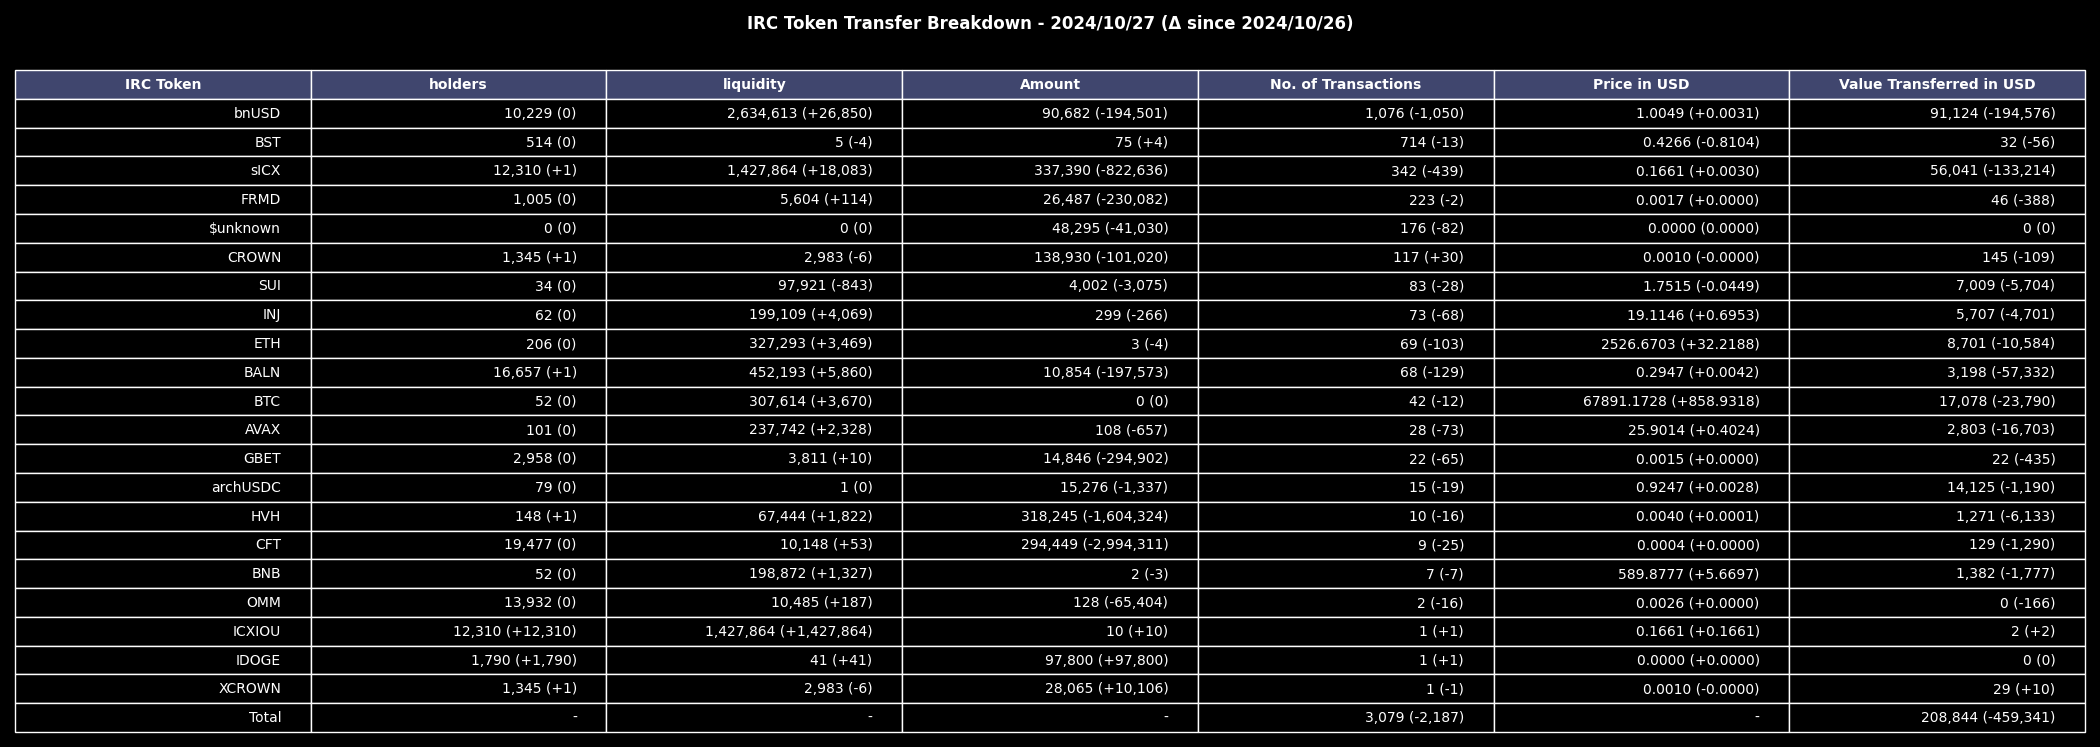 IRC Token Transfer Breakdown - 2024/10/27 (Δ since 2024/10/26)
IRC Token holders liquidity Amount No. of Transactions Price in USD Value Transferred in USD
bnUSD 10,229 (0) 2,634,613 (+26,850) 90,682 (-194,501) 1,076 (-1,050) 1.0049 (+0.0031) 91,124 (-194,576)
BST 514 (0) 5 (-4) 75 (+4) 714 (-13) 0.4266 (-0.8104) 32 (-56)
sICX 12,310 (+1) 1,427,864 (+18,083) 337,390 (-822,636) 342 (-439) 0.1661 (+0.0030) 56,041 (-133,214)
FRMD 1,005 (0) 5,604 (+114) 26,487 (-230,082) 223 (-2) 0.0017 (+0.0000) 46 (-388)
$unknown 0 (0) 0 (0) 48,295 (-41,030) 176 (-82) 0.0000 (0.0000) 0 (0)
CROWN 1,345 (+1) 2,983 (-6) 138,930 (-101,020) 117 (+30) 0.0010 (-0.0000) 145 (-109)
SUI 34 (0) 97,921 (-843) 4,002 (-3,075) 83 (-28) 1.7515 (-0.0449) 7,009 (-5,704)
INJ 62 (0) 199,109 (+4,069) 299 (-266) 73 (-68) 19.1146 (+0.6953) 5,707 (-4,701)
ETH 206 (0) 327,293 (+3,469) 3 (-4) 69 (-103) 2526.6703 (+32.2188) 8,701 (-10,584)
BALN 16,657 (+1) 452,193 (+5,860) 10,854 (-197,573) 68 (-129) 0.2947 (+0.0042) 3,198 (-57,332)
BTC 52 (0) 307,614 (+3,670) 0 (0) 42 (-12) 67891.1728 (+858.9318) 17,078 (-23,790)
AVAX 101 (0) 237,742 (+2,328) 108 (-657) 28 (-73) 25.9014 (+0.4024) 2,803 (-16,703)
GBET 2,958 (0) 3,811 (+10) 14,846 (-294,902) 22 (-65) 0.0015 (+0.0000) 22 (-435)
archUSDC 79 (0) 1 (0) 15,276 (-1,337) 15 (-19) 0.9247 (+0.0028) 14,125 (-1,190)
HVH 148 (+1) 67,444 (+1,822) 318,245 (-1,604,324) 10 (-16) 0.0040 (+0.0001) 1,271 (-6,133)
CFT 19,477 (0) 10,148 (+53) 294,449 (-2,994,311) 9 (-25) 0.0004 (+0.0000) 129 (-1,290)
BNB 52 (0) 198,872 (+1,327) 2 (-3) 7 (-7) 589.8777 (+5.6697) 1,382 (-1,777)
OMM 13,932 (0) 10,485 (+187) 128 (-65,404) 2 (-16) 0.0026 (+0.0000) 0 (-166)
ICXIOU 12,310 (+12,310) 1,427,864 (+1,427,864) 10 (+10) 1 (+1) 0.1661 (+0.1661) 2 (+2)
IDOGE 1,790 (+1,790) 41 (+41) 97,800 (+97,800) 1 (+1) 0.0000 (+0.0000) 0 (0)
XCROWN 1,345 (+1) 2,983 (-6) 28,065 (+10,106) 1 (-1) 0.0010 (-0.0000) 29 (+10)
Total - - - 3,079 (-2,187) - 208,844 (-459,341)